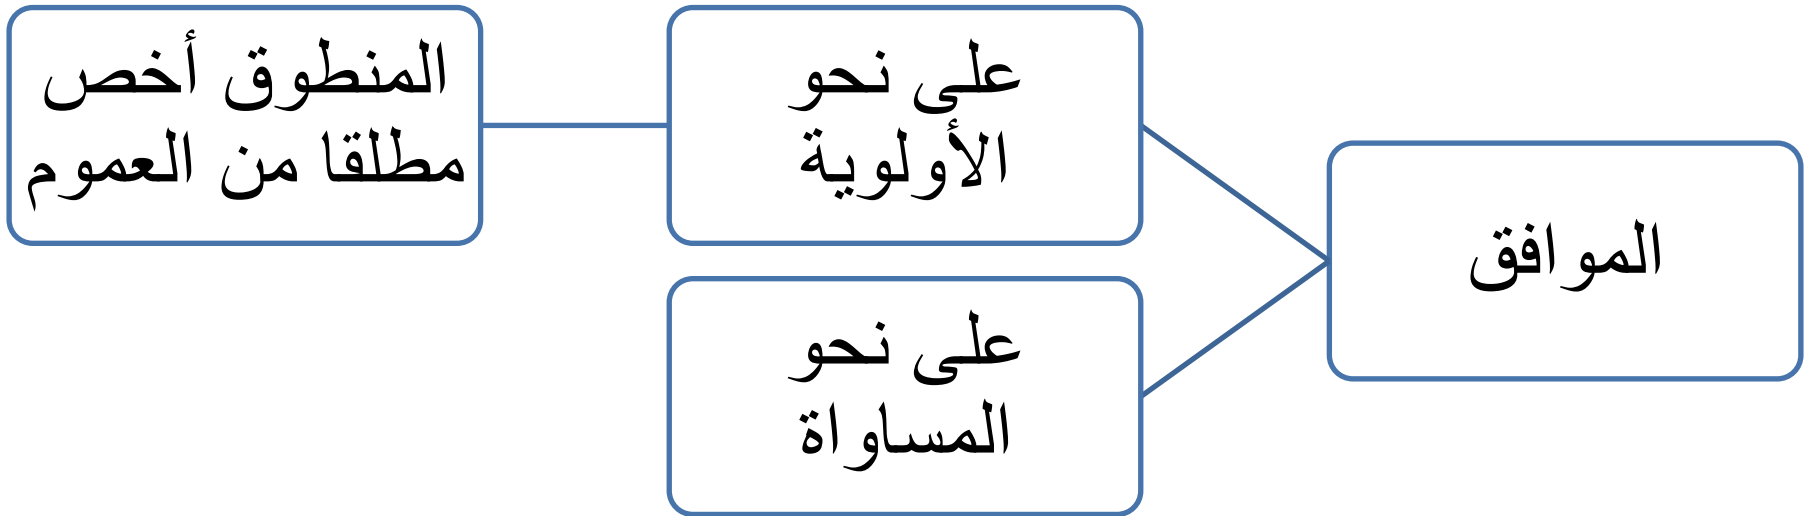 الموافق
على نحو
الأولوية
المنطوق أخص
مطلقا من العموم
على نحو
المساواة